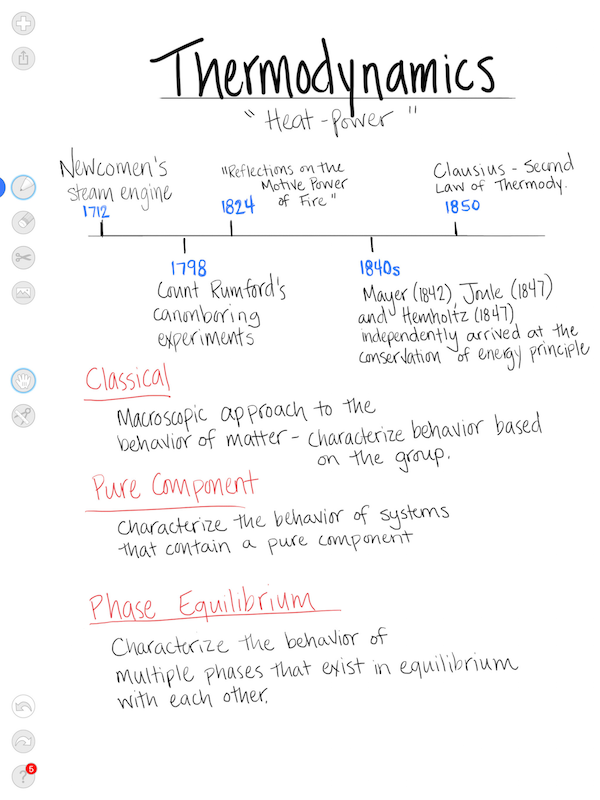 Thermodynamics
"Heat-power"
Newcomen's
steam engine
1712
"Reflections on the
Motive Power
of Fire"
1824
Clausius - Second
Law of Thermody.
1850
1798
Count Rumford's
canonboring
experiments
1840s
Mayer (1842), Joule (1847)
and Hemholtz (1847)
independently arrived at the
conservation of energy principle
Classical
Macroscopic approach to the
behavior of matter - characterize behavior based
on the group.
Pure Component
Characterize the behavior of systems
that contain a pure component
Phase Equilibrium
Characterize the behavior of
multiple phases that exist in equilibrium
with each other.
?
5